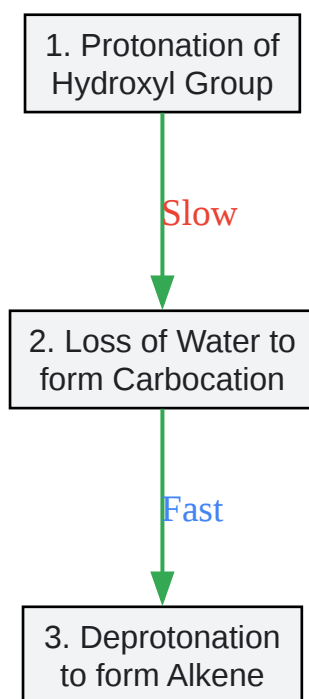 1. Protonation of
Hydroxyl Group
Slow
2. Loss of Water to
form Carbocation
Fast
3. Deprotonation
to form Alkene